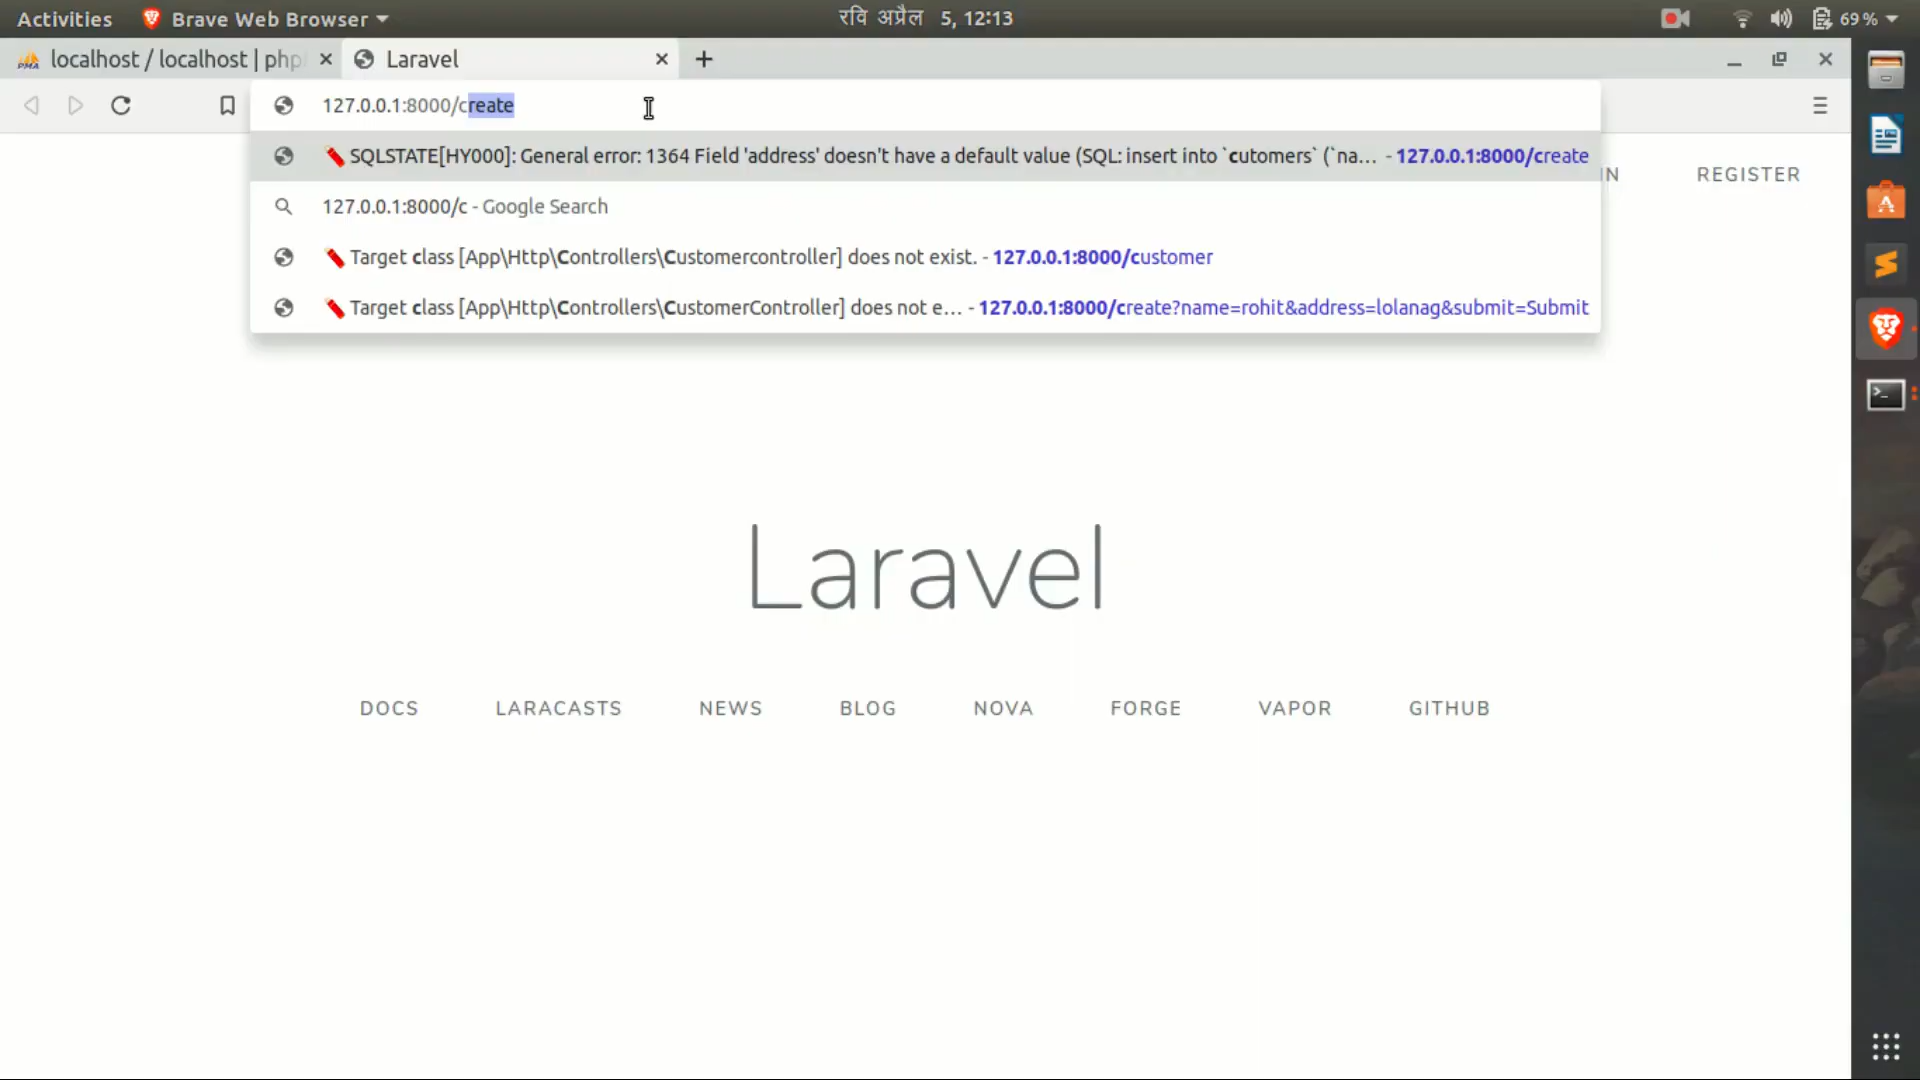 Activities Brave Web Browser रवि अप्रैल 5, 12:13 69 %
localhost / localhost | php Laravel
127.0.0.1:8000/create
SQLSTATE[HY000]: General error: 1364 Field 'address' doesn't have a default value (SQL: insert into `cutomers` (`na... - 127.0.0.1:8000/create
IN REGISTER
127.0.0.1:8000/c - Google Search
Target class [App\Http\Controllers\Customercontroller] does not exist. - 127.0.0.1:8000/customer
Target class [App\Http\Controllers\CustomerController] does not e... - 127.0.0.1:8000/create?name=rohit&address=lolanag&submit=Submit
Laravel
DOCS LARACASTS NEWS BLOG NOVA FORGE VAPOR GITHUB